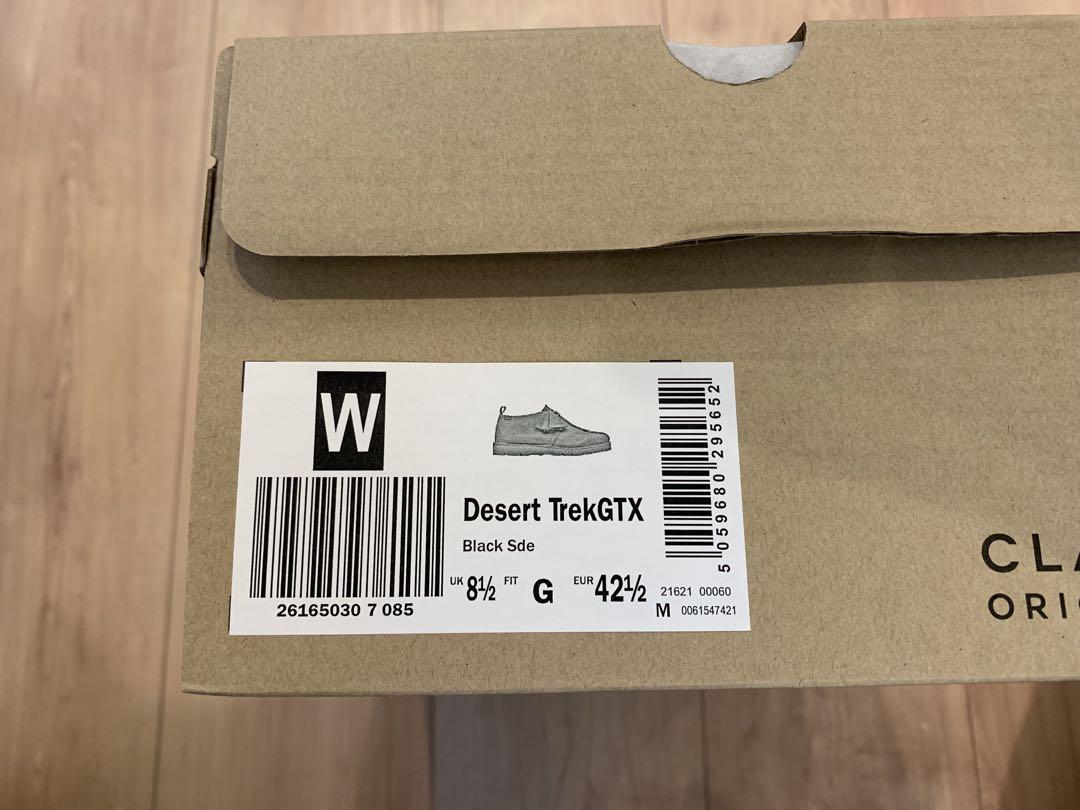 W
26165030 7 085
Desert TrekGTX
Black Sde
UK 8½ FIT G EUR 42½
5 059680 295652
21621 00060
M 0061547421
CLA
ORIG